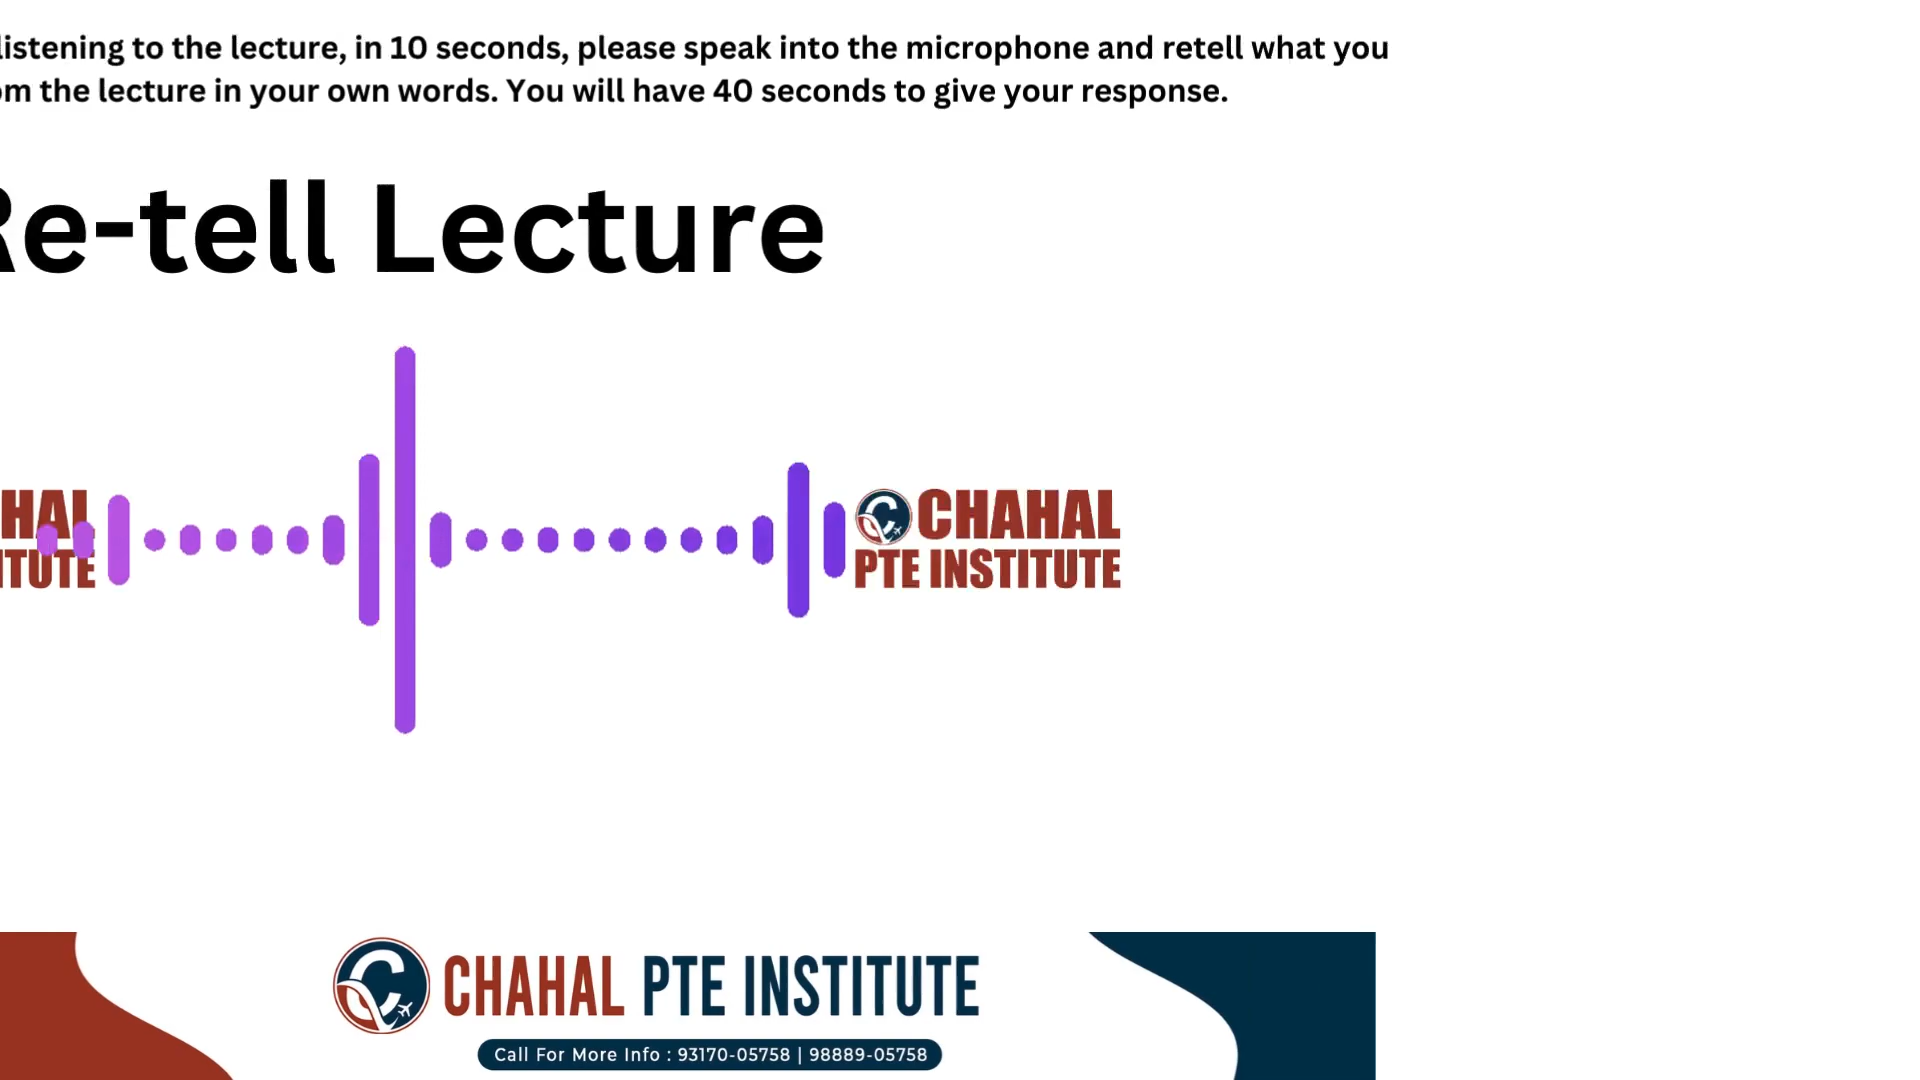 listening to the lecture, in 10 seconds, please speak into the microphone and retell what you
the lecture in your own words. You will have 40 seconds to give your response.
Re-tell Lecture
CHAHAL
PTE INSTITUTE
CHAHAL PTE INSTITUTE
Call For More Info : 93170-05758 | 98889-05758